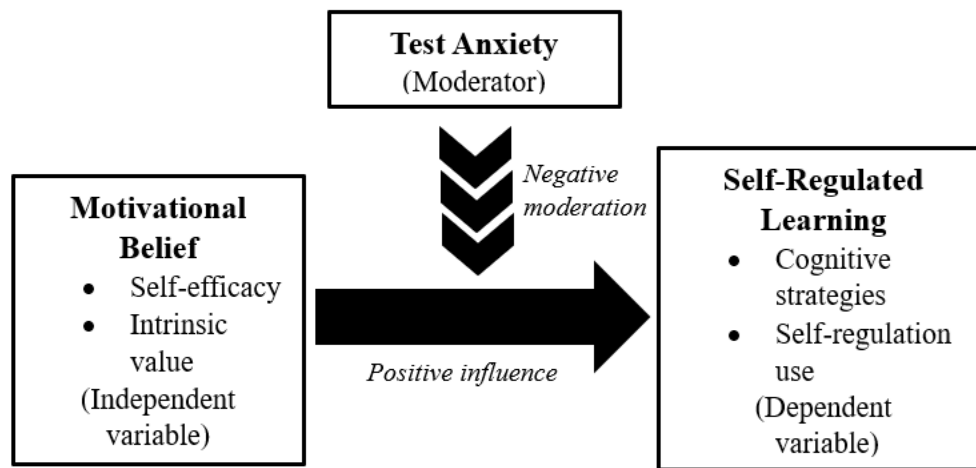 Test Anxiety
(Moderator)
Negative
moderation
Motivational
Belief
• Self-efficacy
• Intrinsic
value
(Independent
variable)
Positive influence
Self-Regulated
Learning
• Cognitive
strategies
• Self-regulation
use
(Dependent
variable)